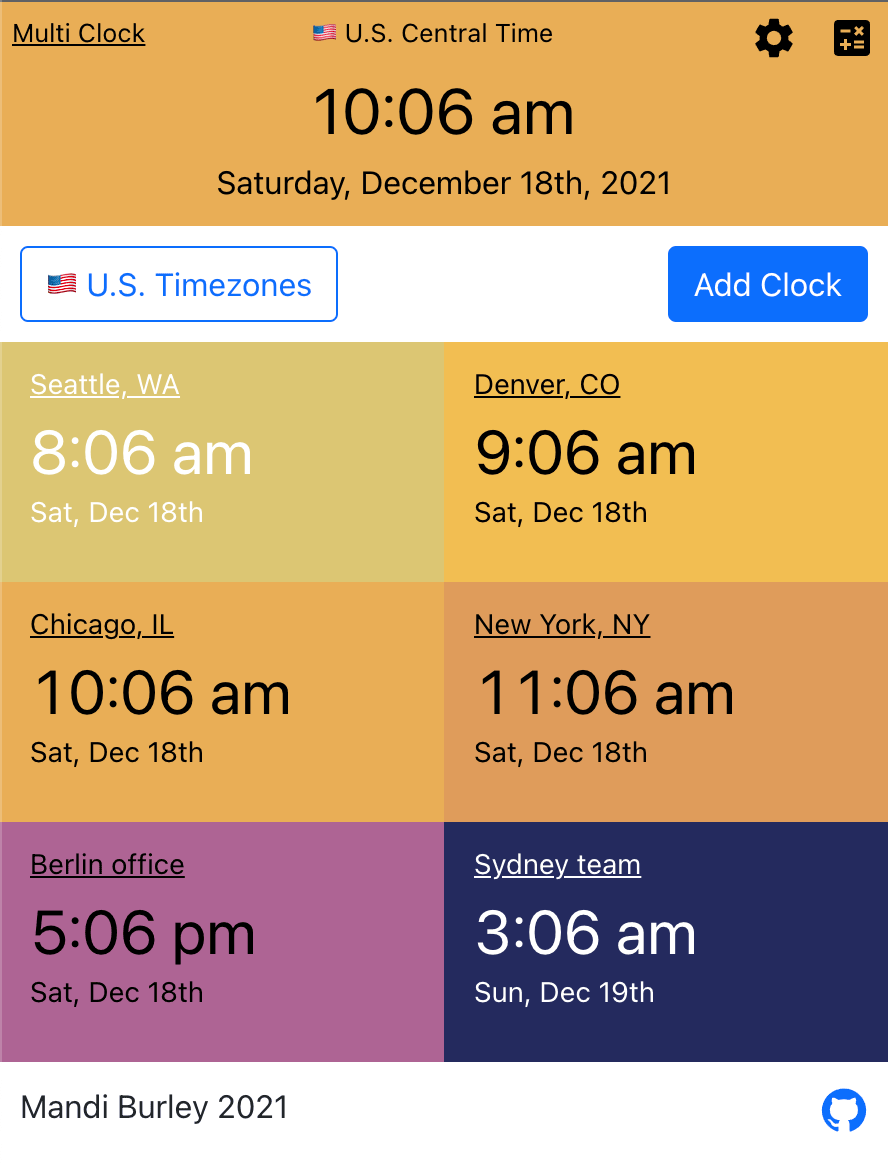 Multi Clock
🇺🇸 U.S. Central Time
10:06 am
Saturday, December 18th, 2021
🇺🇸 U.S. Timezones
Add Clock
Seattle, WA
8:06 am
Sat, Dec 18th
Denver, CO
9:06 am
Sat, Dec 18th
Chicago, IL
10:06 am
Sat, Dec 18th
New York, NY
11:06 am
Sat, Dec 18th
Berlin office
5:06 pm
Sat, Dec 18th
Sydney team
3:06 am
Sun, Dec 19th
Mandi Burley 2021